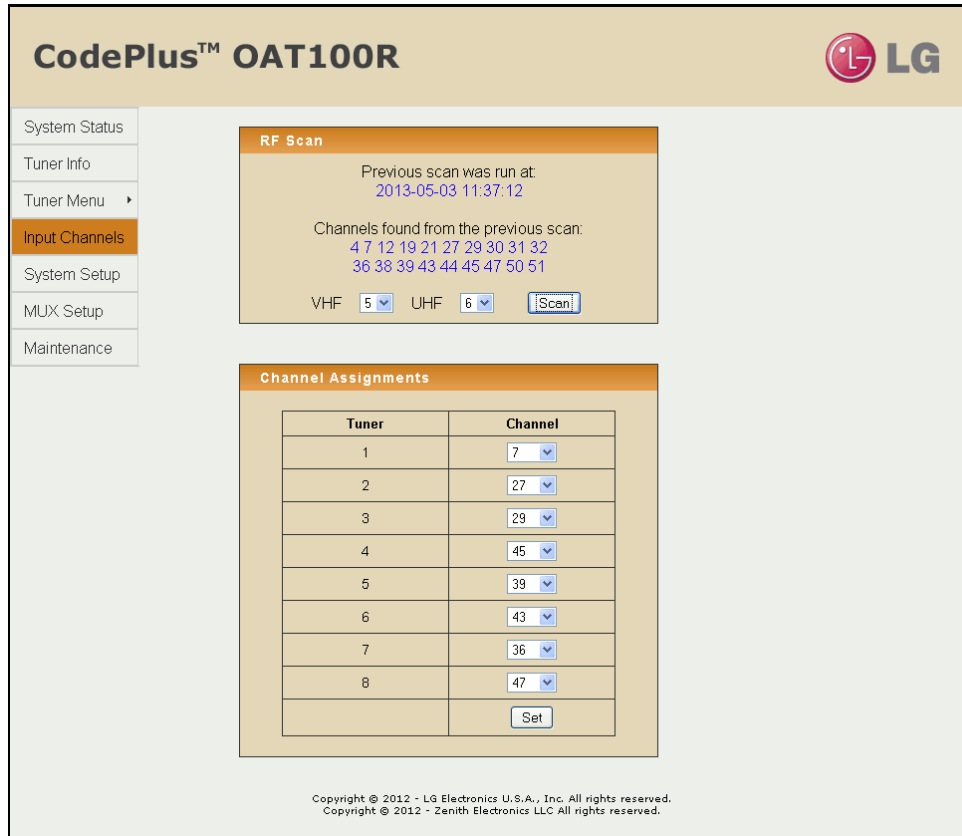 CodePlus™ OAT100R
LG
System Status
Tuner Info
Tuner Menu
Input Channels
System Setup
MUX Setup
Maintenance
RF Scan
Previous scan was run at:
2013-05-03 11:37:12
Channels found from the previous scan:
4 7 12 19 21 27 29 30 31 32
36 38 39 43 44 45 47 50 51
VHF 5 UHF 6 Scan
Channel Assignments
Tuner Channel
1 7
2 27
3 29
4 45
5 39
6 43
7 36
8 47
Set
Copyright © 2012 - LG Electronics U.S.A., Inc. All rights reserved.
Copyright © 2012 - Zenith Electronics LLC All rights reserved.